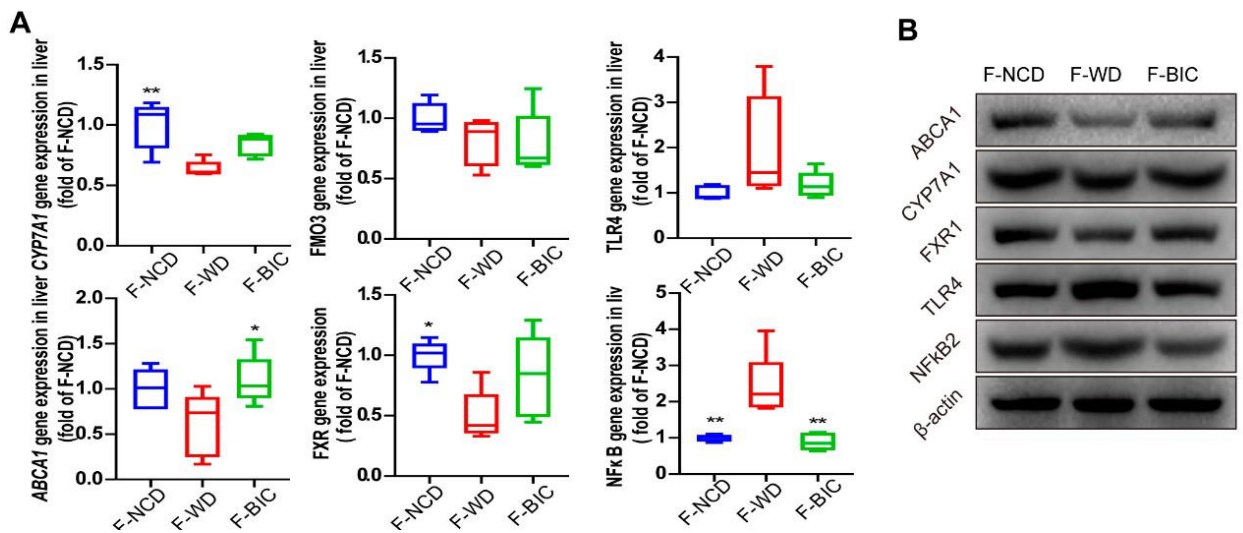 A
CYP7A1 gene expression in liver
(fold of F-NCD)
1.5
1.0
0.5
0.0
**
F-NCD
F-WD
F-BIC
FMO3 gene expression in liver
(fold of F-NCD)
1.5
1.0
0.5
0.0
F-NCD
F-WD
F-BIC
TLR4 gene expression in liver
(fold of F-NCD)
4
3
2
1
0
F-NCD
F-WD
F-BIC
ABCA1 gene expression in liver
(fold of F-NCD)
2.0
1.5
1.0
0.5
0.0
*
F-NCD
F-WD
F-BIC
FXR gene expression
( fold of F-NCD)
1.5
1.0
0.5
0.0
*
F-NCD
F-WD
F-BIC
NFκ B gene expression in liv
(fold of F-NCD)
5
4
3
2
1
0
**
**
F-NCD
F-WD
F-BIC
B
F-NCD F-WD F-BIC
ABCA1
CYP7A1
FXR1
TLR4
NFkB2
β-actin